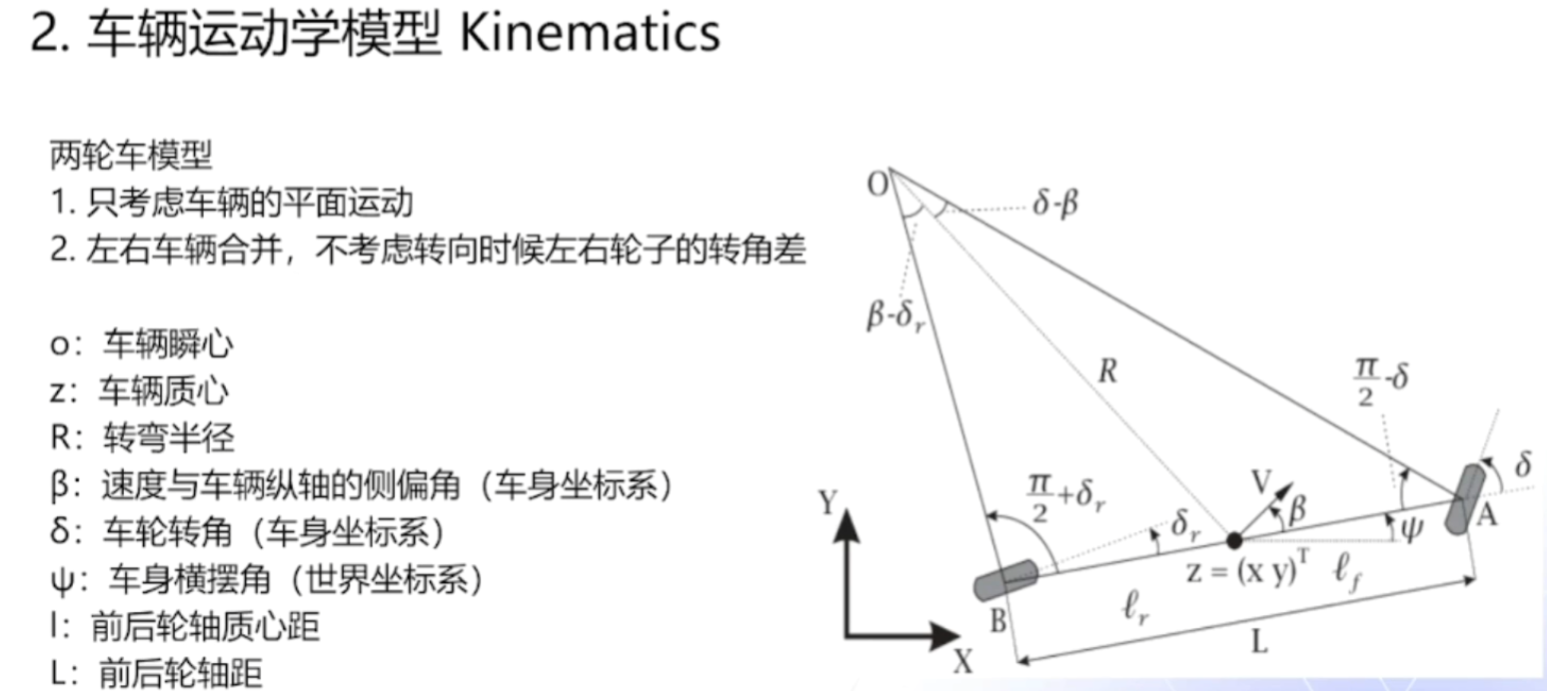 2. 车辆运动学模型 Kinematics
两轮车模型
1. 只考虑车辆的平面运动
2. 左右车辆合并，不考虑转向时候左右轮子的转角差
o：车辆瞬心
z：车辆质心
R：转弯半径
β：速度与车辆纵轴的侧偏角（车身坐标系）
δ：车轮转角（车身坐标系）
ψ：车身横摆角（世界坐标系）
l：前后轮轴质心距
L：前后轮轴距
O
δ-β
β-δr
R
π/2-δ
δ
π/2+δr
V
β
A
ψ
δr
z = (x y)^T
ℓf
B
ℓr
L
Y
X